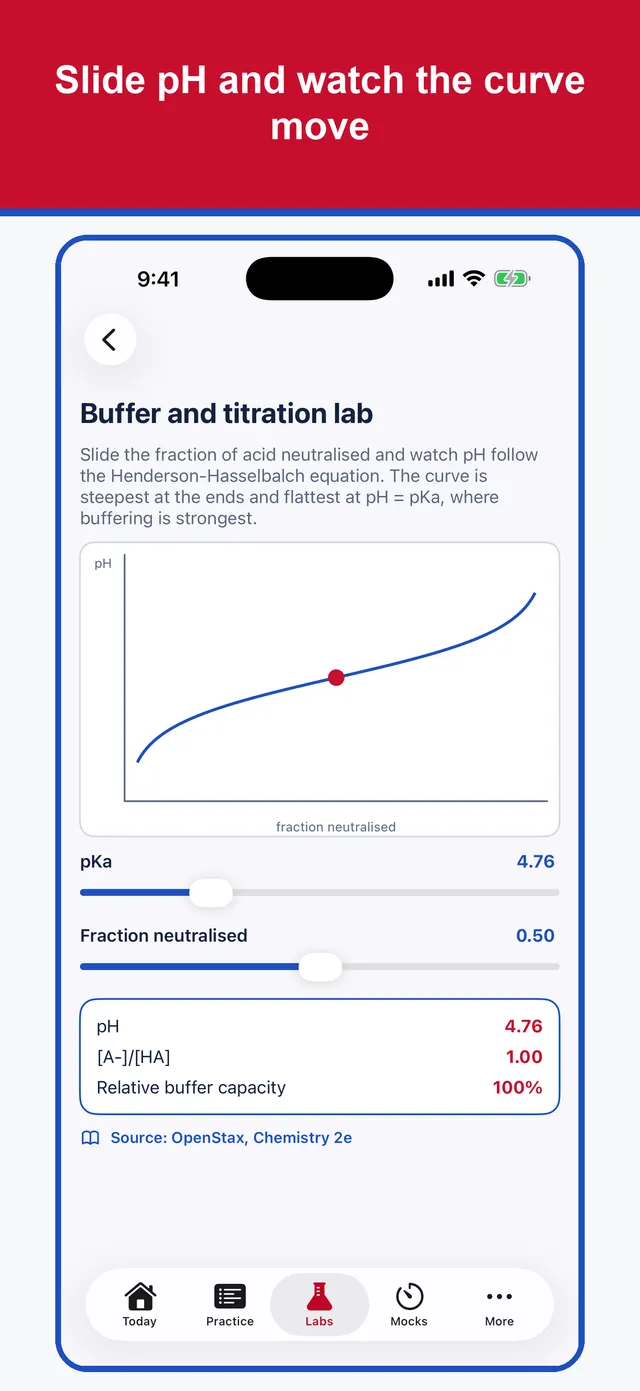 Slide pH and watch the curve
move
9:41
Buffer and titration lab
Slide the fraction of acid neutralised and watch pH follow
the Henderson-Hasselbalch equation. The curve is
steepest at the ends and flattest at pH = pKa, where
buffering is strongest.
pH
fraction neutralised
pKa 4.76
Fraction neutralised 0.50
pH 4.76
[A-]/[HA] 1.00
Relative buffer capacity 100%
Source: OpenStax, Chemistry 2e
Today Practice Labs Mocks More